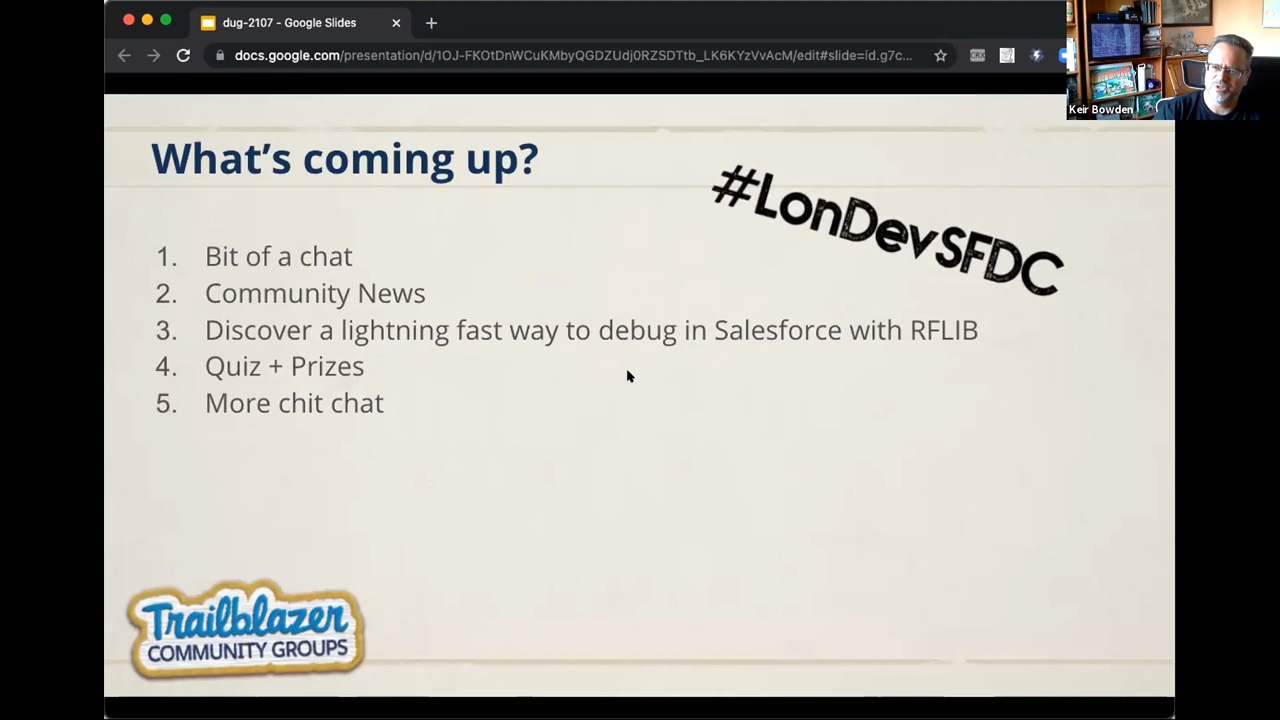 dug-2107 - Google Slides
docs.google.com/presentation/d/1OJ-FKOtDnWCuKMbyQGDZUdj0RZSDTtb_LK6KYzVvAcM/edit#slide=id.g7c...
Keir Bowden
What's coming up?
#LonDevSFDC
1. Bit of a chat
2. Community News
3. Discover a lightning fast way to debug in Salesforce with RFLIB
4. Quiz + Prizes
5. More chit chat
Trailblazer
COMMUNITY GROUPS